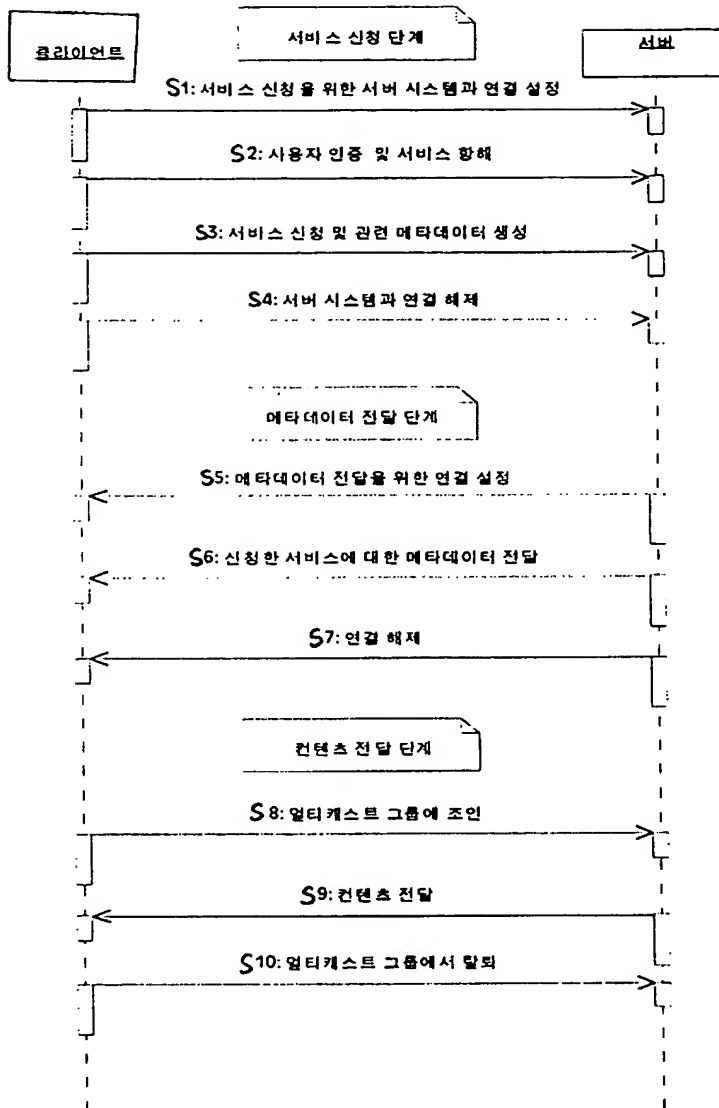 서비스 신청 단계
클라이언트
서버
S1: 서비스 신청을 위한 서버 시스템과 연결 설정
S2: 사용자 인증 및 서비스 항해
S3: 서비스 신청 및 관련 메타데이터 생성
S4: 서버 시스템과 연결 해제
메타데이터 전달 단계
S5: 메타데이터 전달을 위한 연결 설정
S6: 신청한 서비스에 대한 메타데이터 전달
S7: 연결 해제
컨텐츠 전달 단계
S8: 멀티캐스트 그룹에 조인
S9: 컨텐츠 전달
S10: 멀티캐스트 그룹에서 탈퇴